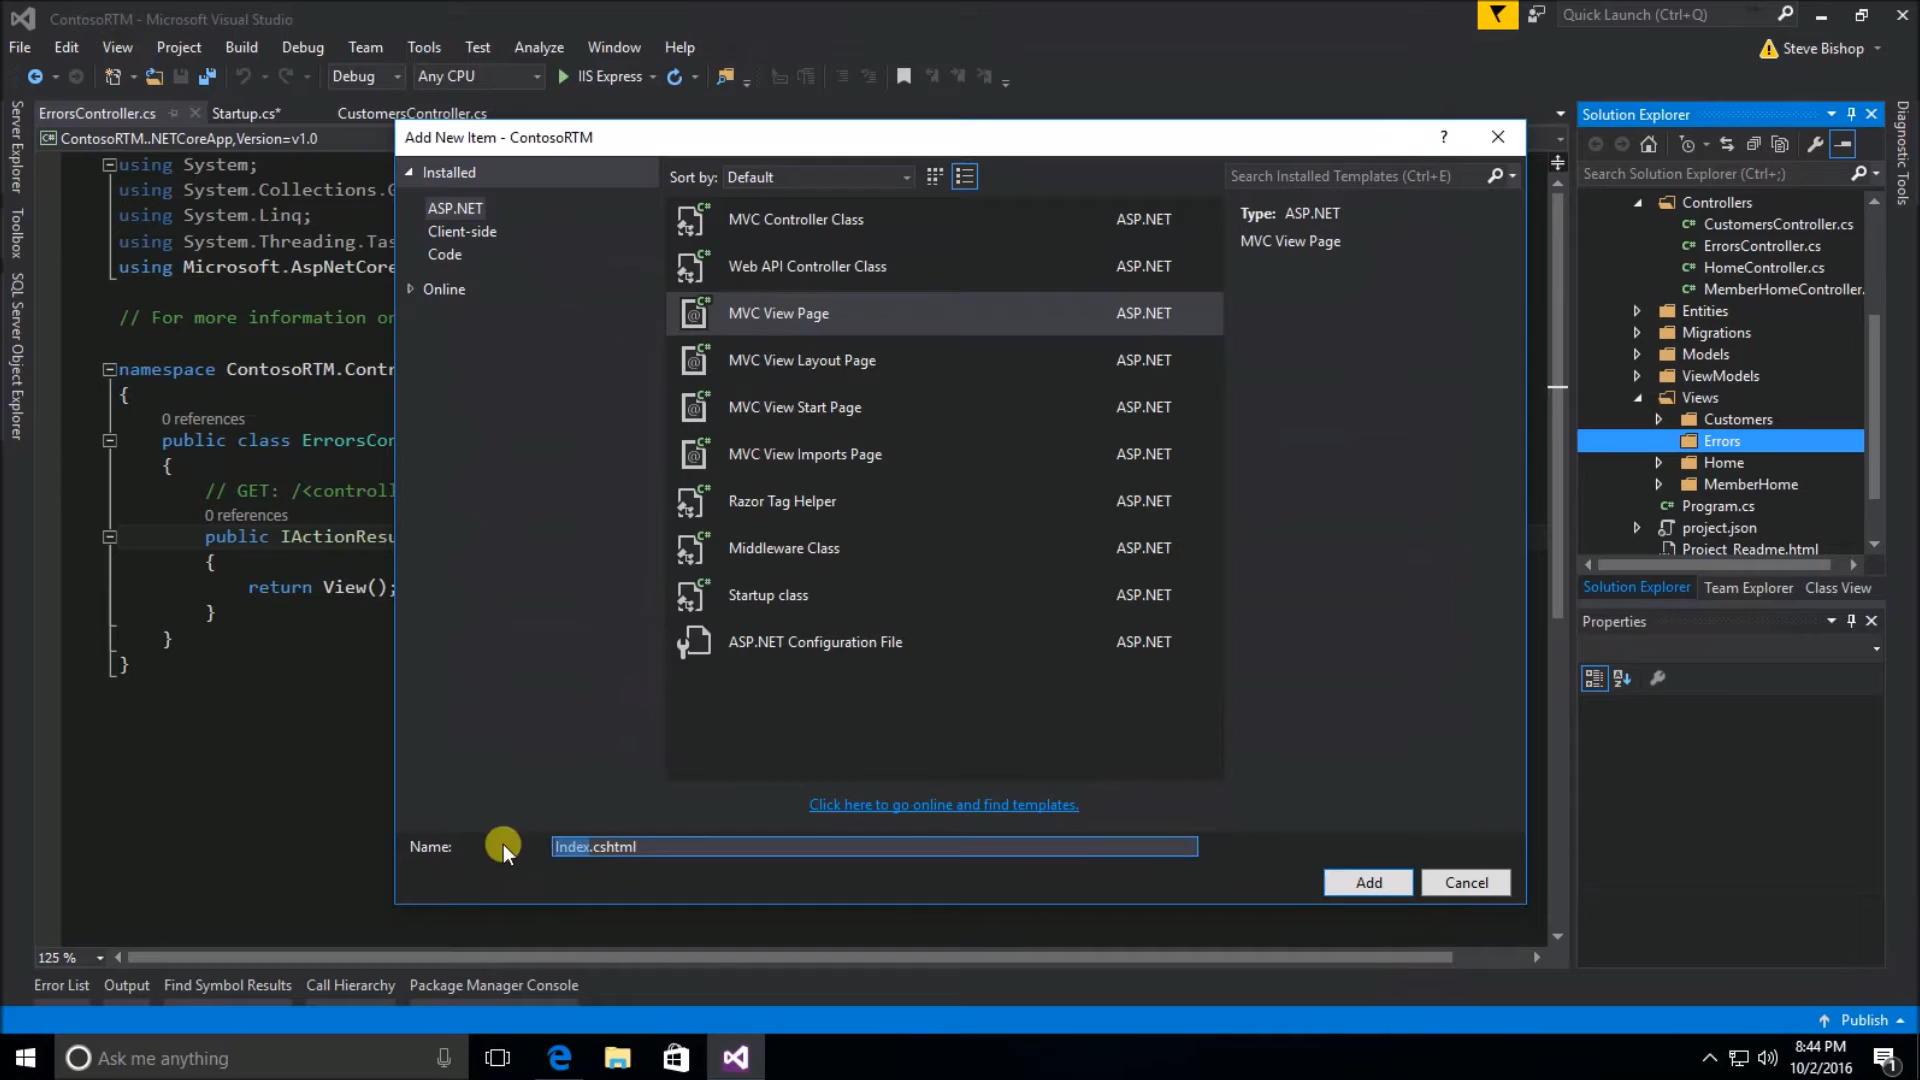 ContosoRTM - Microsoft Visual Studio
Quick Launch (Ctrl+Q)
File Edit View Project Build Debug Team Tools Test Analyze Window Help
Steve Bishop
Debug Any CPU IIS Express
ErrorsController.cs Startup.cs* CustomersController.cs
ContosoRTM..NETCoreApp,Version=v1.0
Server Explorer
Toolbox
SQL Server Object Explorer
using System;
using System.Collections.G
using System.Linq;
using System.Threading.Tas
using Microsoft.AspNetCore
// For more information on
namespace ContosoRTM.Contr
{
0 references
public class ErrorsCon
{
// GET: /<controll
0 references
public IActionResu
{
return View();
}
}
}
Add New Item - ContosoRTM
?
Installed
ASP.NET
Client-side
Code
Online
Sort by: Default
Search Installed Templates (Ctrl+E)
MVC Controller Class ASP.NET
Web API Controller Class ASP.NET
MVC View Page ASP.NET
MVC View Layout Page ASP.NET
MVC View Start Page ASP.NET
MVC View Imports Page ASP.NET
Razor Tag Helper ASP.NET
Middleware Class ASP.NET
Startup class ASP.NET
ASP.NET Configuration File ASP.NET
Type: ASP.NET
MVC View Page
Click here to go online and find templates.
Name: Index.cshtml
Add Cancel
Solution Explorer
Search Solution Explorer (Ctrl+;)
Controllers
C# CustomersController.cs
C# ErrorsController.cs
C# HomeController.cs
C# MemberHomeController.
Entities
Migrations
Models
ViewModels
Views
Customers
Errors
Home
MemberHome
C# Program.cs
project.json
Project_Readme.html
Solution Explorer Team Explorer Class View
Properties
Diagnostic Tools
125 %
Error List Output Find Symbol Results Call Hierarchy Package Manager Console
Publish
Ask me anything
8:44 PM
10/2/2016
1